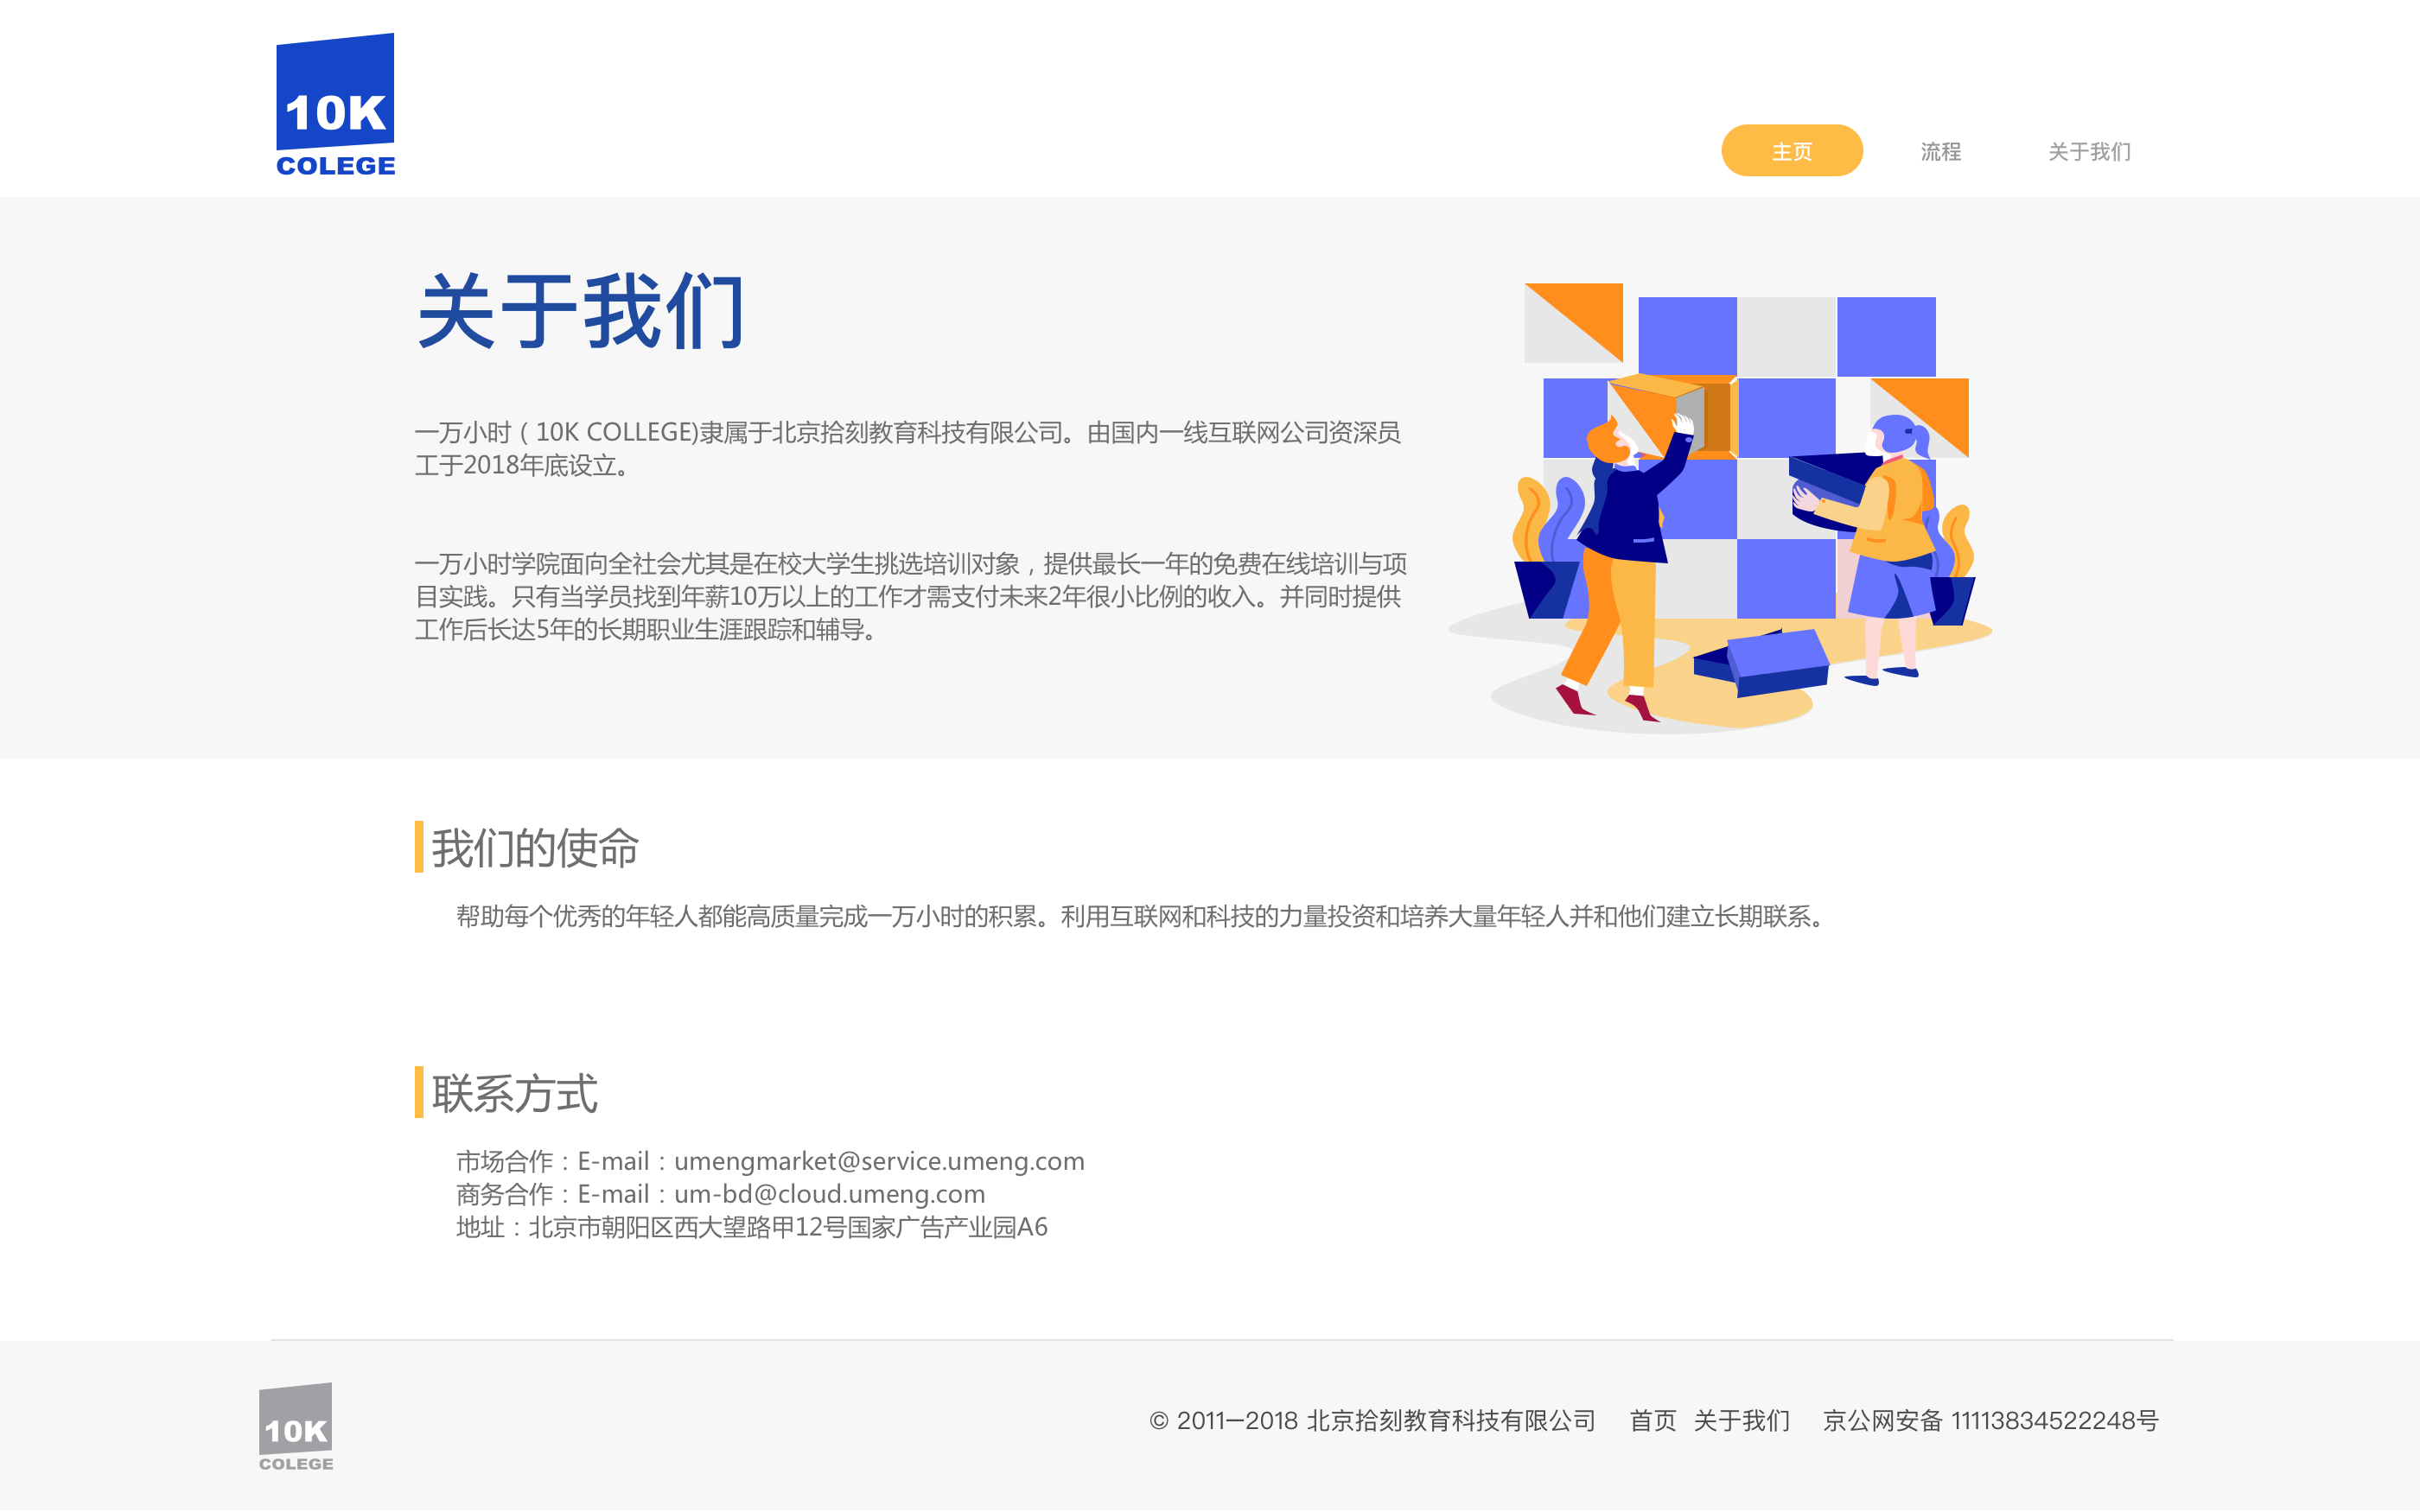 10K
COLEGE
主页 流程 关于我们
关于我们
一万小时（10K COLLEGE)隶属于北京拾刻教育科技有限公司。由国内一线互联网公司资深员
工于2018年底设立。
一万小时学院面向全社会尤其是在校大学生挑选培训对象，提供最长一年的免费在线培训与项
目实践。只有当学员找到年薪10万以上的工作才需支付未来2年很小比例的收入。并同时提供
工作后长达5年的长期职业生涯跟踪和辅导。
我们的使命
帮助每个优秀的年轻人都能高质量完成一万小时的积累。利用互联网和科技的力量投资和培养大量年轻人并和他们建立长期联系。
联系方式
市场合作：E-mail：umengmarket@service.umeng.com
商务合作：E-mail：um-bd@cloud.umeng.com
地址：北京市朝阳区西大望路甲12号国家广告产业园A6
10K
COLEGE
© 2011—2018 北京拾刻教育科技有限公司 首页 关于我们 京公网安备 11113834522248号